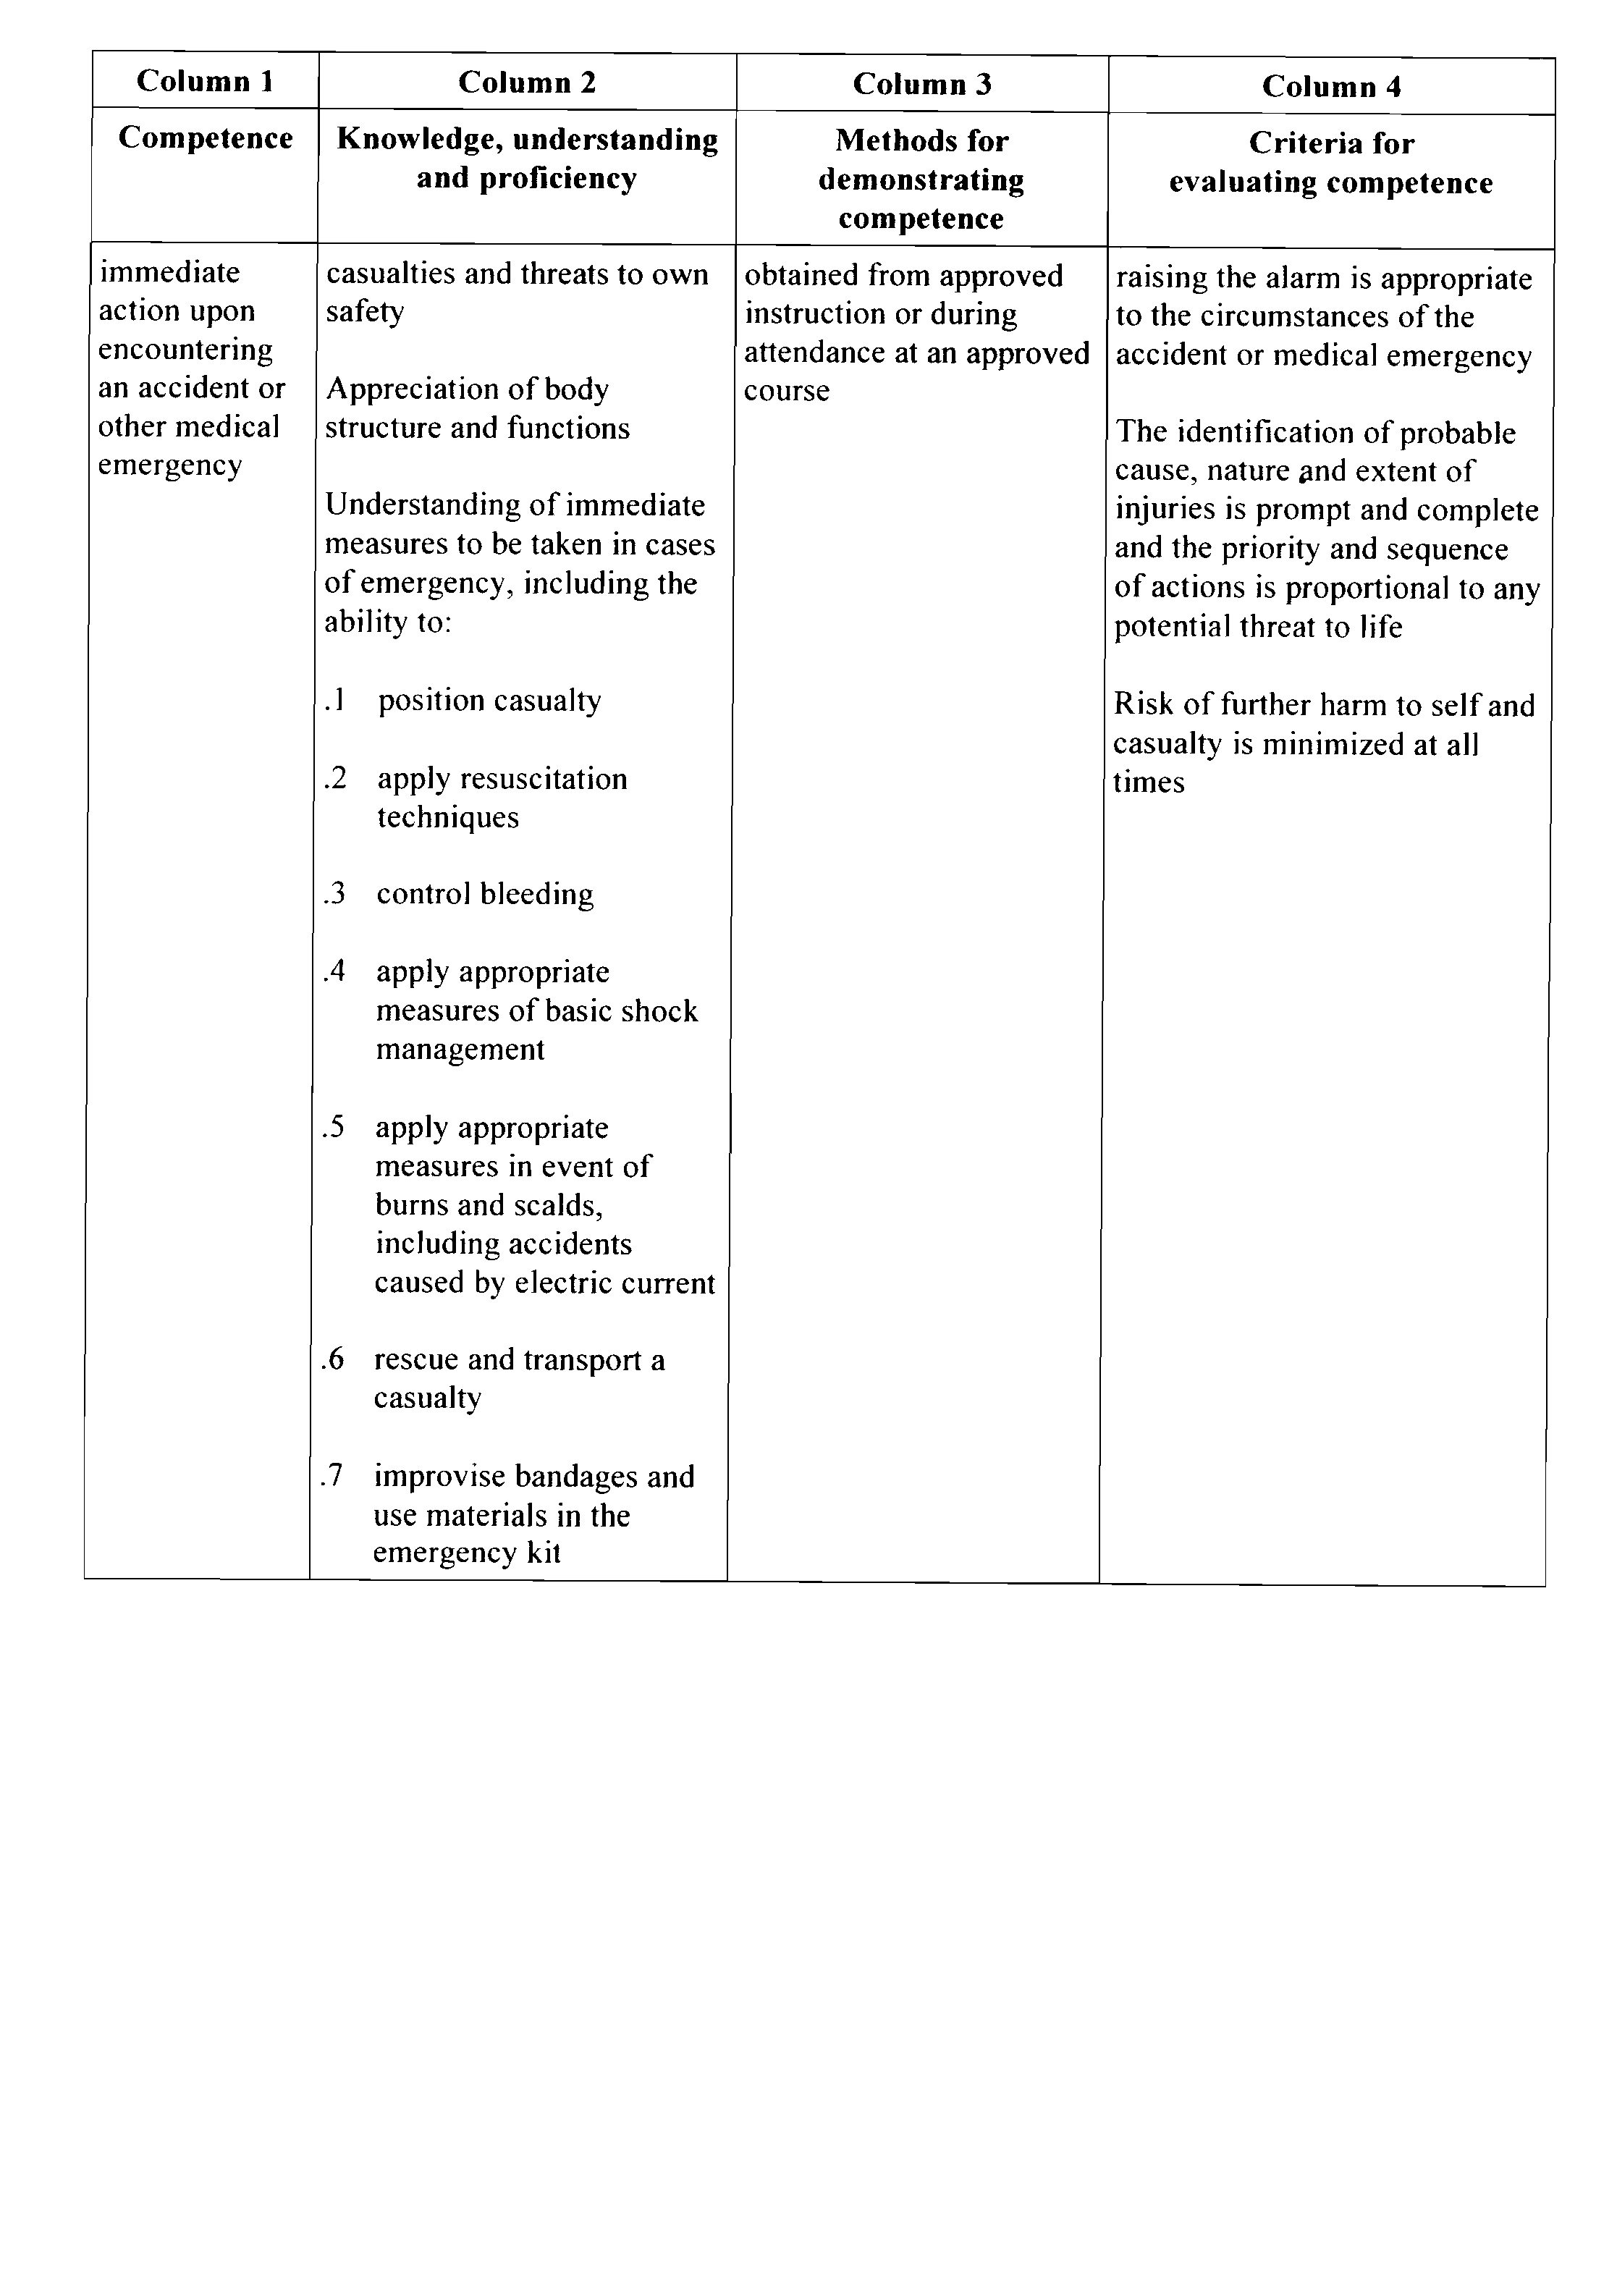 Column 1
Column 2
Column 3
Column 4
Competence
Knowledge, understanding
and proficiency
Methods for
demonstrating
competence
Criteria for
evaluating competence
immediate
action upon
encountering
an accident or
other medical
emergency
casualties and threats to own
safety
Appreciation of body
structure and functions
Understanding of immediate
measures to be taken in cases
of emergency, including the
ability to:
.1 position casualty
.2 apply resuscitation
techniques
.3 control bleeding
.4 apply appropriate
measures of basic shock
management
.5 apply appropriate
measures in event of
burns and scalds,
including accidents
caused by electric current
.6 rescue and transport a
casualty
.7 improvise bandages and
use materials in the
emergency kit
obtained from approved
instruction or during
attendance at an approved
course
raising the alarm is appropriate
to the circumstances of the
accident or medical emergency
The identification of probable
cause, nature and extent of
injuries is prompt and complete
and the priority and sequence
of actions is proportional to any
potential threat to life
Risk of further harm to self and
casualty is minimized at all
times